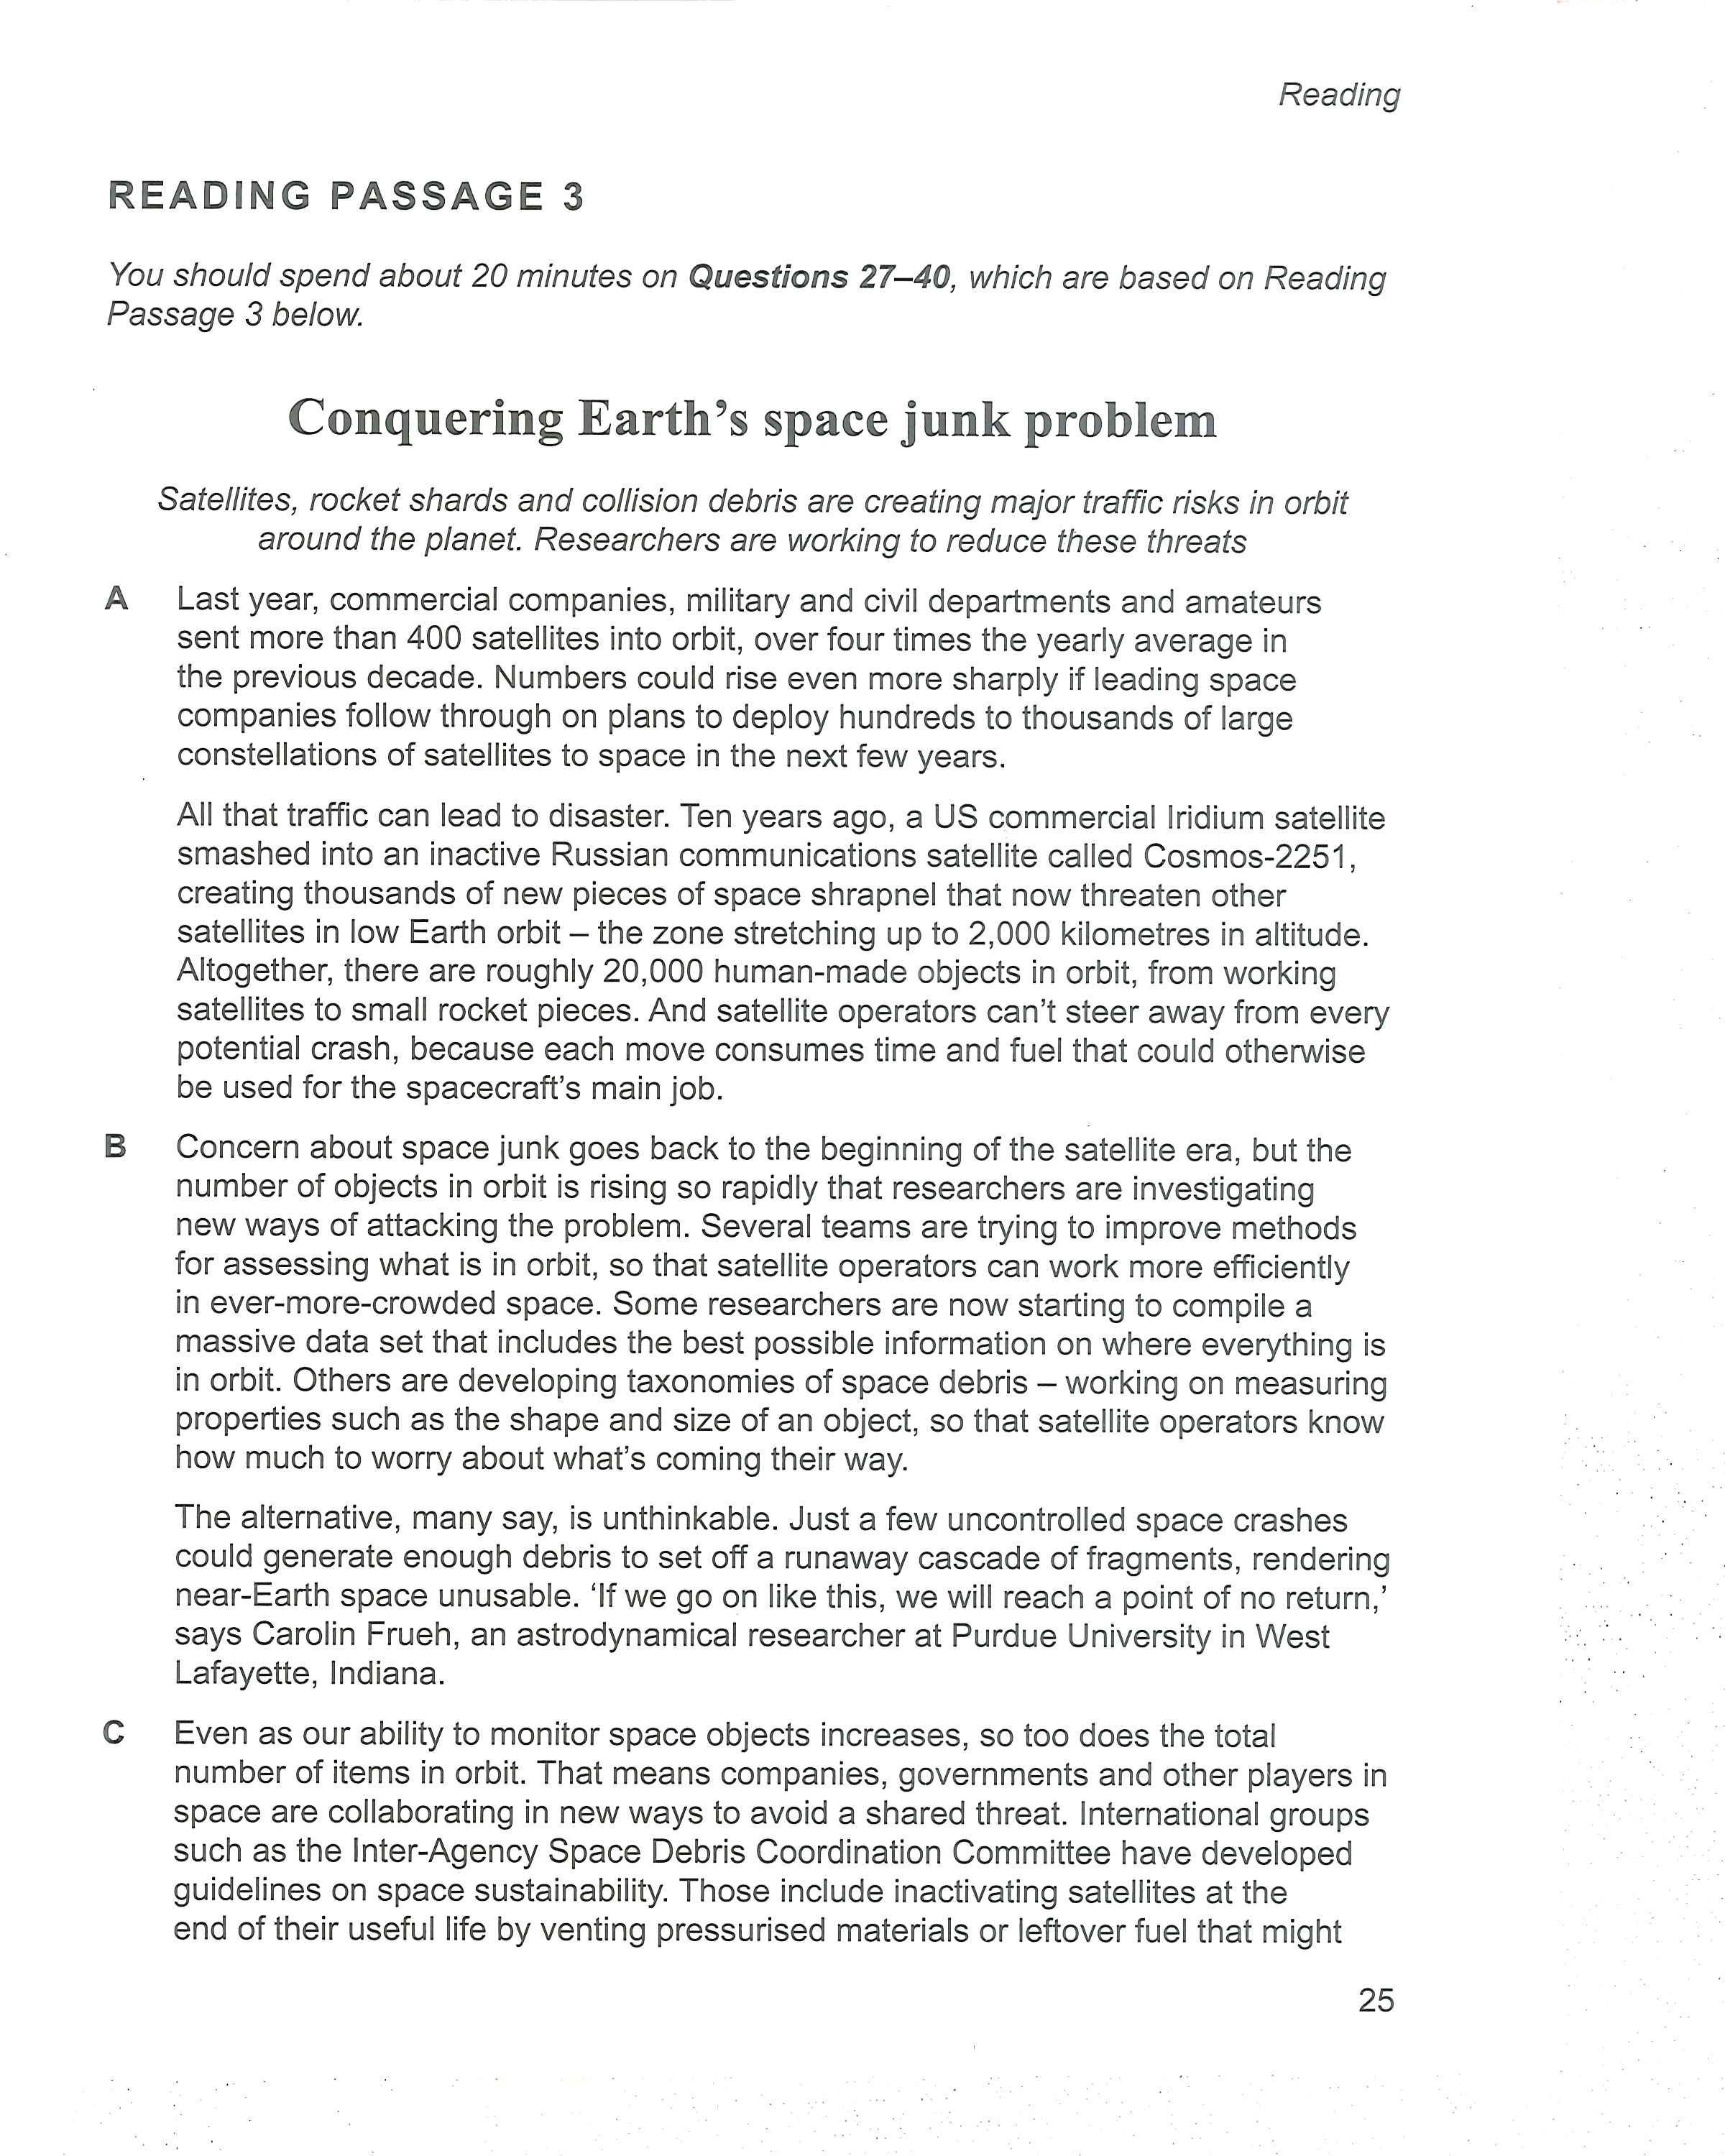 Reading
READING PASSAGE 3
You should spend about 20 minutes on Questions 27–40, which are based on Reading
Passage 3 below.
Conquering Earth's space junk problem
Satellites, rocket shards and collision debris are creating major traffic risks in orbit
around the planet. Researchers are working to reduce these threats
A Last year, commercial companies, military and civil departments and amateurs
sent more than 400 satellites into orbit, over four times the yearly average in
the previous decade. Numbers could rise even more sharply if leading space
companies follow through on plans to deploy hundreds to thousands of large
constellations of satellites to space in the next few years.
All that traffic can lead to disaster. Ten years ago, a US commercial Iridium satellite
smashed into an inactive Russian communications satellite called Cosmos-2251,
creating thousands of new pieces of space shrapnel that now threaten other
satellites in low Earth orbit – the zone stretching up to 2,000 kilometres in altitude.
Altogether, there are roughly 20,000 human-made objects in orbit, from working
satellites to small rocket pieces. And satellite operators can't steer away from every
potential crash, because each move consumes time and fuel that could otherwise
be used for the spacecraft's main job.
B Concern about space junk goes back to the beginning of the satellite era, but the
number of objects in orbit is rising so rapidly that researchers are investigating
new ways of attacking the problem. Several teams are trying to improve methods
for assessing what is in orbit, so that satellite operators can work more efficiently
in ever-more-crowded space. Some researchers are now starting to compile a
massive data set that includes the best possible information on where everything is
in orbit. Others are developing taxonomies of space debris – working on measuring
properties such as the shape and size of an object, so that satellite operators know
how much to worry about what's coming their way.
The alternative, many say, is unthinkable. Just a few uncontrolled space crashes
could generate enough debris to set off a runaway cascade of fragments, rendering
near-Earth space unusable. 'If we go on like this, we will reach a point of no return,'
says Carolin Frueh, an astrodynamical researcher at Purdue University in West
Lafayette, Indiana.
C Even as our ability to monitor space objects increases, so too does the total
number of items in orbit. That means companies, governments and other players in
space are collaborating in new ways to avoid a shared threat. International groups
such as the Inter-Agency Space Debris Coordination Committee have developed
guidelines on space sustainability. Those include inactivating satellites at the
end of their useful life by venting pressurised materials or leftover fuel that might
25